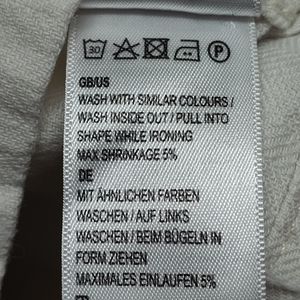 30 P
GB/US
WASH WITH SIMILAR COLOURS /
WASH INSIDE OUT / PULL INTO
SHAPE WHILE IRONING
MAX SHRINKAGE 5%
DE
MIT ÄHNLICHEN FARBEN
WASCHEN / AUF LINKS
WASCHEN / BEIM BÜGELN IN
FORM ZIEHEN
MAXIMALES EINLAUFEN 5%